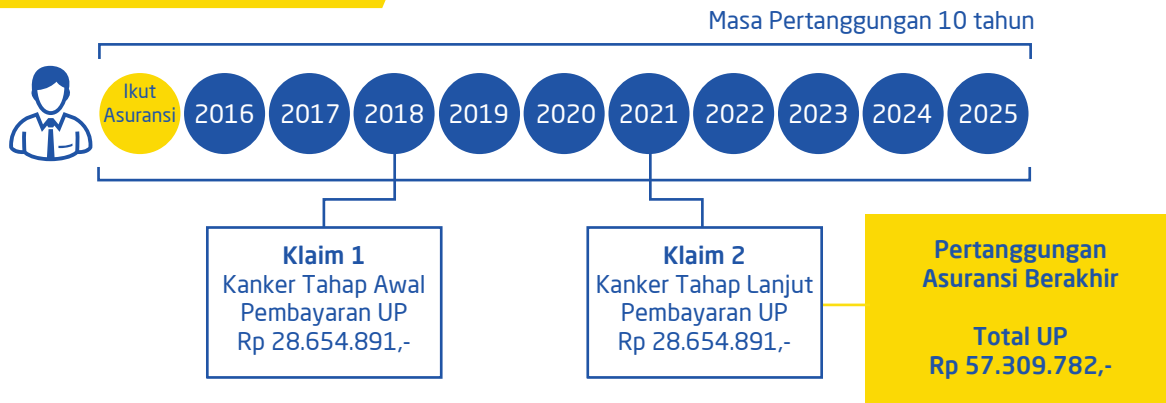 Masa Pertanggungan 10 tahun
Ikut
Asuransi
2016
2017
2018
2019
2020
2021
2022
2023
2024
2025
Klaim 1
Kanker Tahap Awal
Pembayaran UP
Rp 28.654.891,-
Klaim 2
Kanker Tahap Lanjut
Pembayaran UP
Rp 28.654.891,-
Pertanggungan
Asuransi Berakhir
Total UP
Rp 57.309.782,-